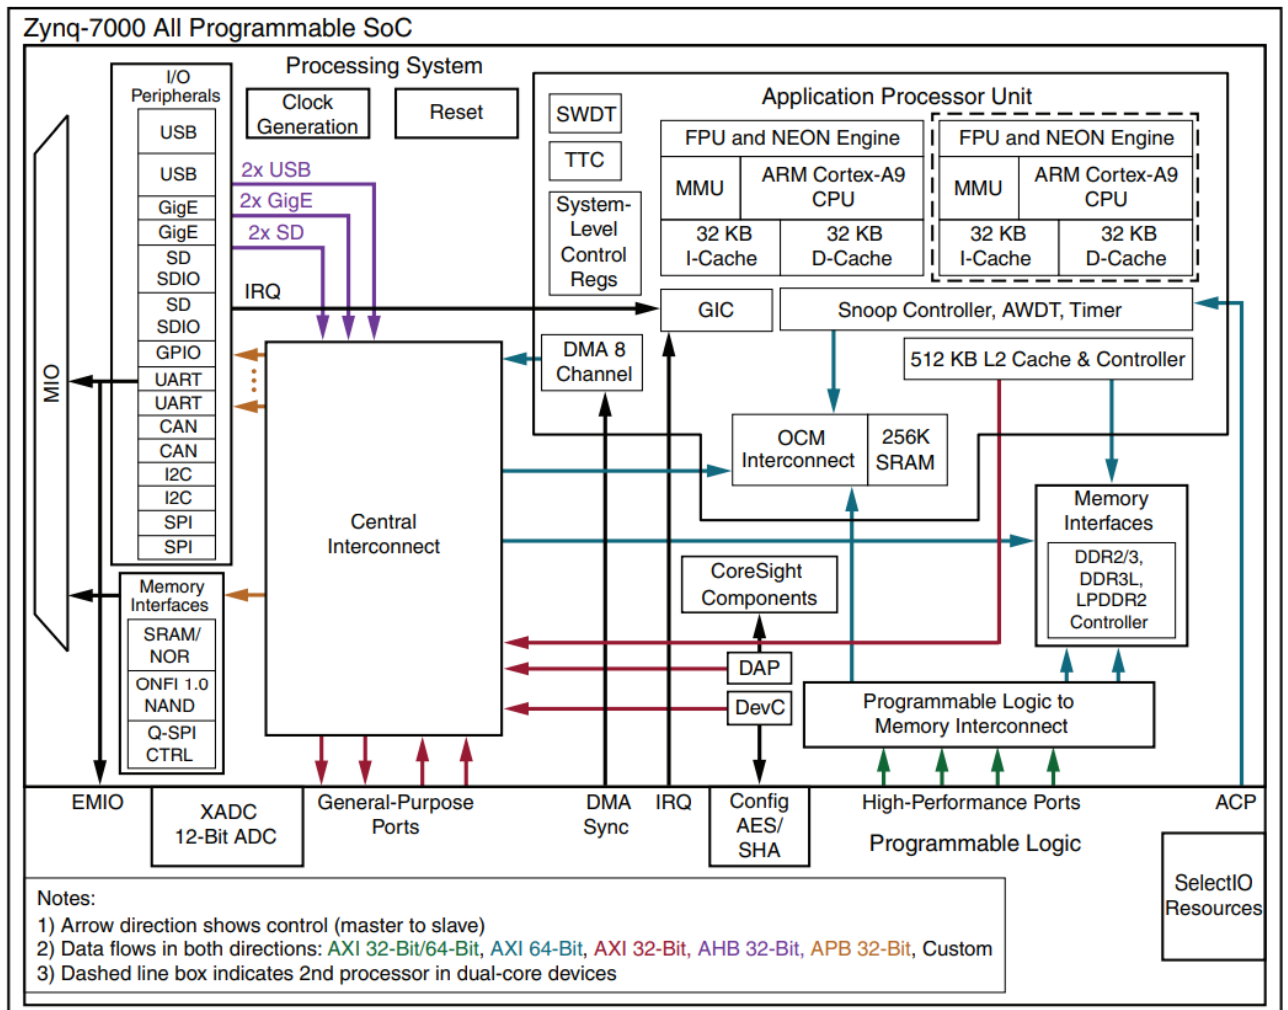 Zynq-7000 All Programmable SoC
Processing System
I/O
Peripherals
USB
USB
GigE
GigE
SD
SDIO
SD
SDIO
GPIO
UART
UART
CAN
CAN
I2C
I2C
SPI
SPI
MIO
Memory
Interfaces
SRAM/
NOR
ONFI 1.0
NAND
Q-SPI
CTRL
Clock
Generation
Reset
2x USB
2x GigE
2x SD
IRQ
Central
Interconnect
Application Processor Unit
SWDT
TTC
System-
Level
Control
Regs
FPU and NEON Engine
MMU
ARM Cortex-A9
CPU
32 KB
I-Cache
32 KB
D-Cache
FPU and NEON Engine
MMU
ARM Cortex-A9
CPU
32 KB
I-Cache
32 KB
D-Cache
GIC
Snoop Controller, AWDT, Timer
DMA 8
Channel
512 KB L2 Cache & Controller
OCM
Interconnect
256K
SRAM
Memory
Interfaces
DDR2/3,
DDR3L,
LPDDR2
Controller
CoreSight
Components
DAP
DevC
Programmable Logic to
Memory Interconnect
EMIO
XADC
12-Bit ADC
General-Purpose
Ports
DMA
Sync
IRQ
Config
AES/
SHA
High-Performance Ports
ACP
Programmable Logic
SelectIO
Resources
Notes:
1) Arrow direction shows control (master to slave)
2) Data flows in both directions: AXI 32-Bit/64-Bit, AXI 64-Bit, AXI 32-Bit, AHB 32-Bit, APB 32-Bit, Custom
3) Dashed line box indicates 2nd processor in dual-core devices